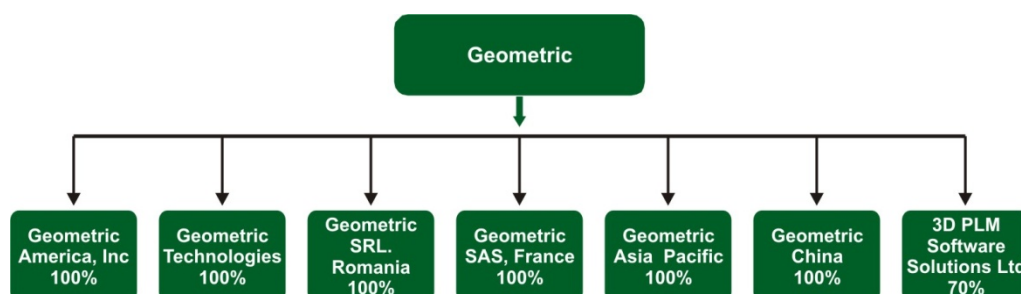 Geometric
Geometric
America, Inc
100%
Geometric
Technologies
100%
Geometric
SRL.
Romania
100%
Geometric
SAS, France
100%
Geometric
Asia Pacific
100%
Geometric
China
100%
3D PLM
Software
Solutions Ltd
70%